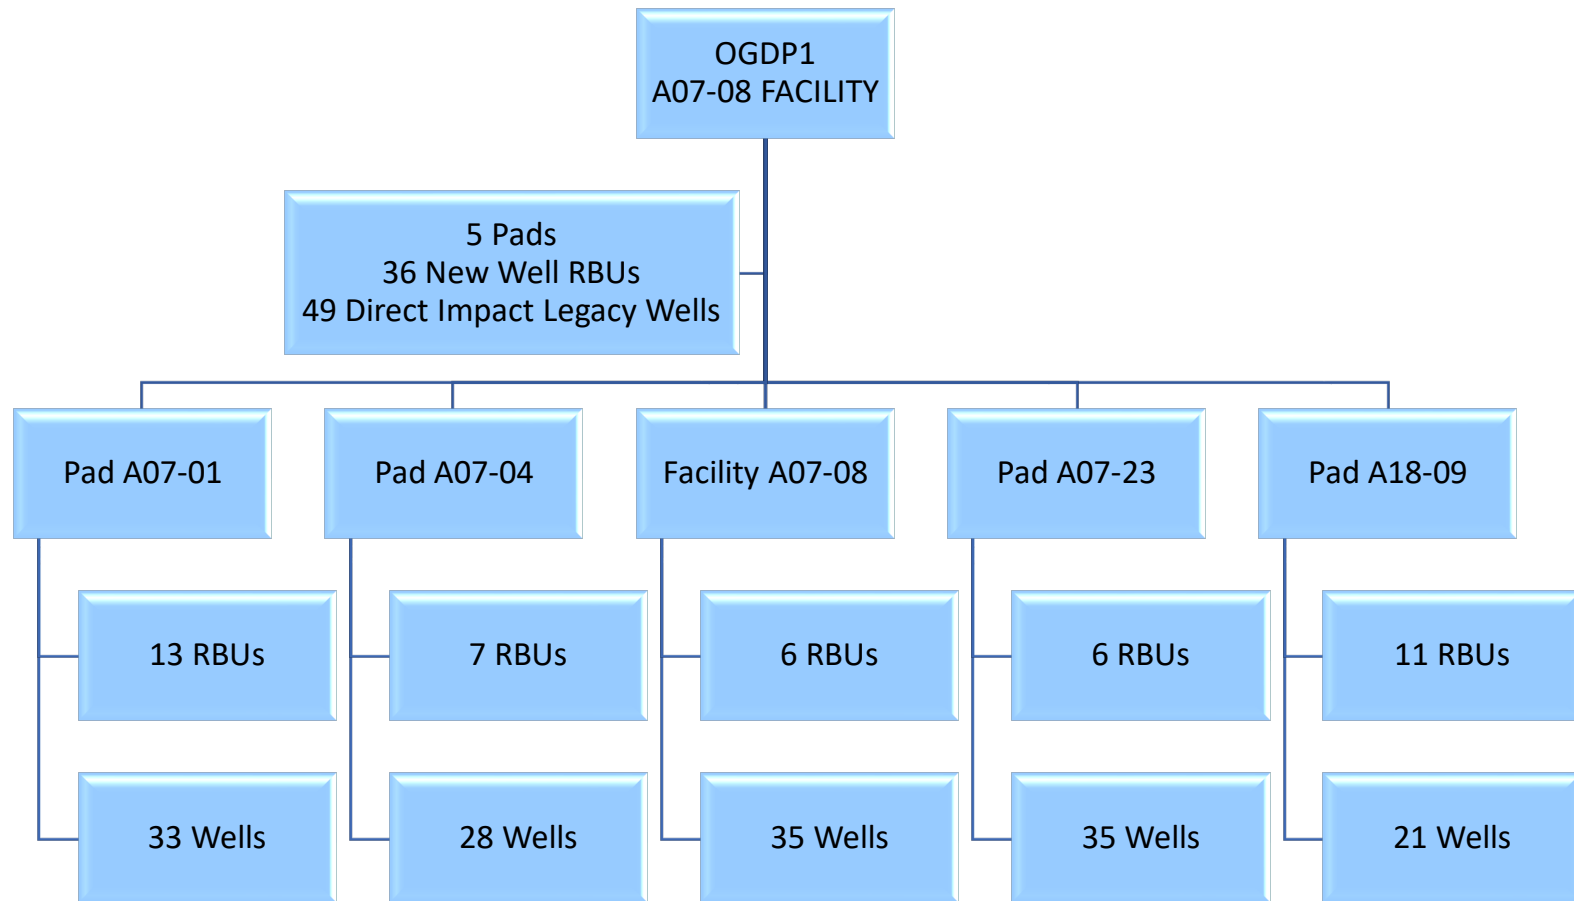 OGDP1
A07-08 FACILITY
5 Pads
36 New Well RBUs
49 Direct Impact Legacy Wells
Pad A07-01
Pad A07-04
Facility A07-08
Pad A07-23
Pad A18-09
13 RBUs
7 RBUs
6 RBUs
6 RBUs
11 RBUs
33 Wells
28 Wells
35 Wells
35 Wells
21 Wells